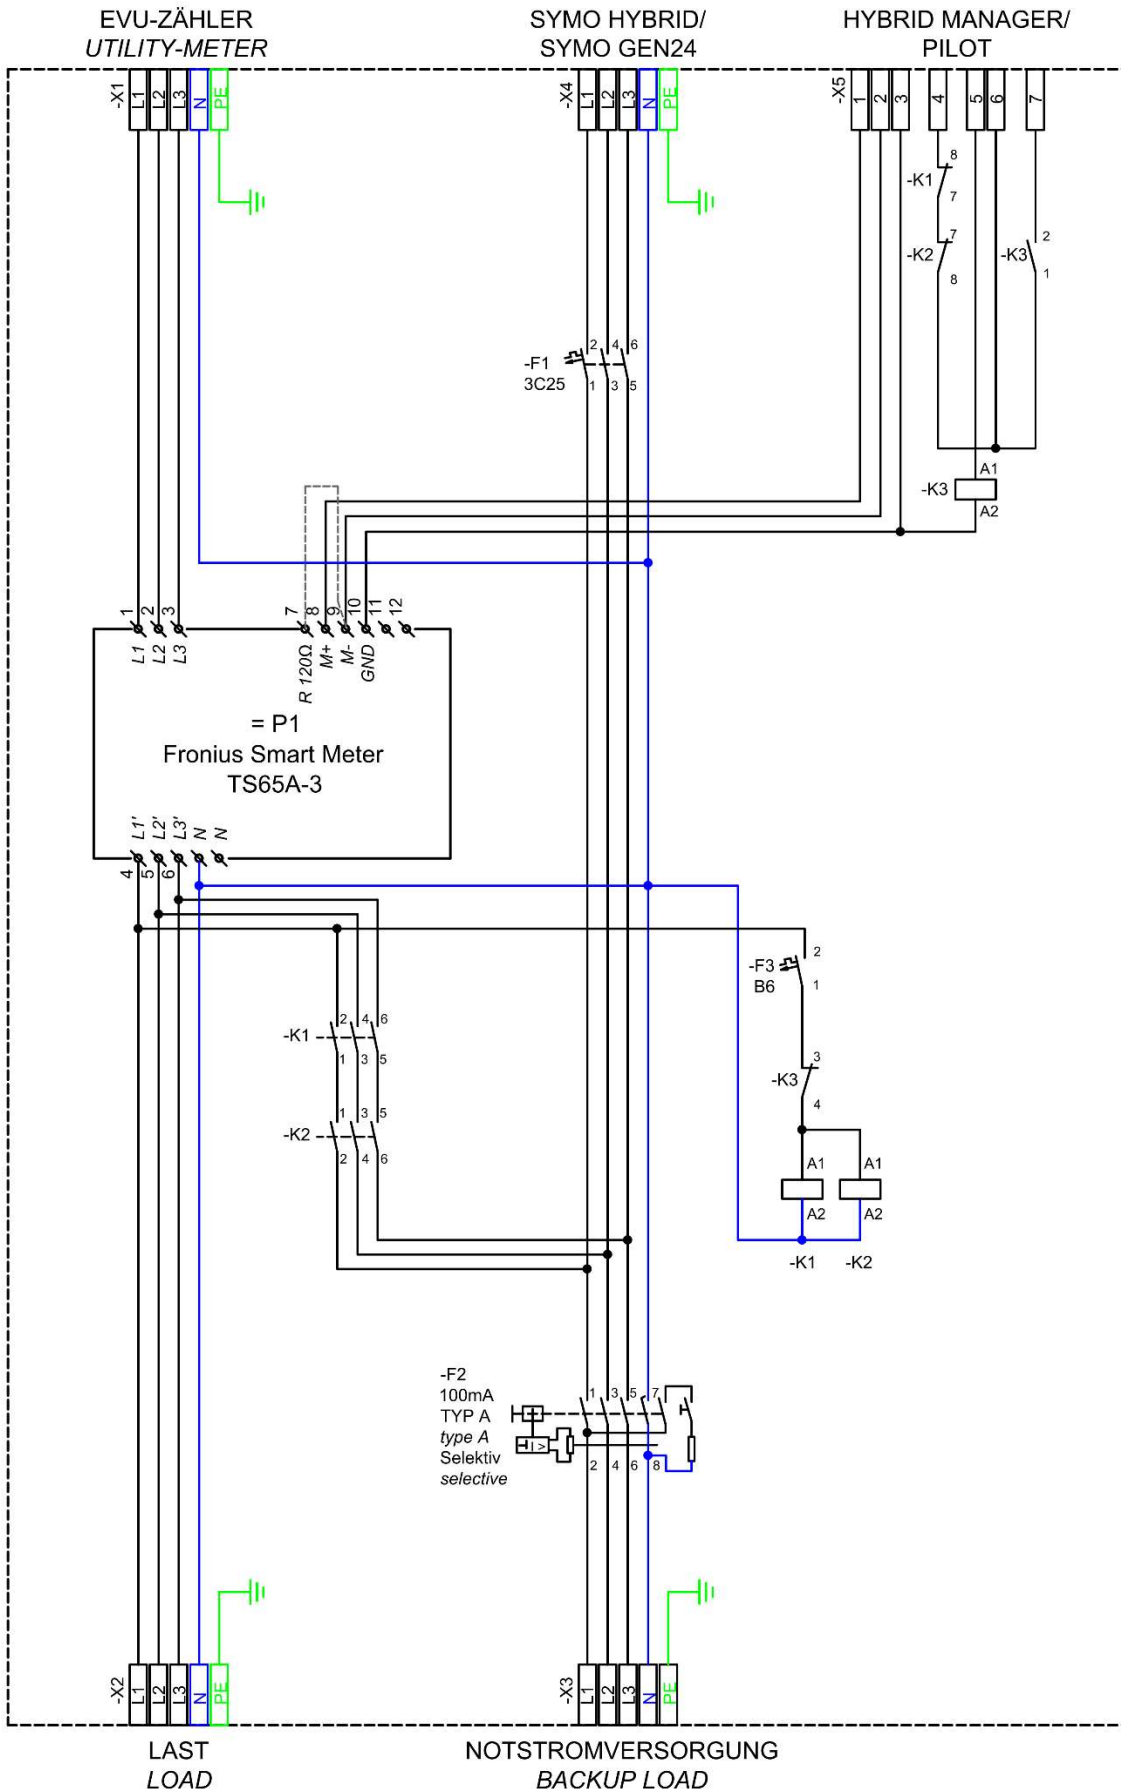 EVU-ZÄHLER
UTILITY-METER
SYMO HYBRID/
SYMO GEN24
HYBRID MANAGER/
PILOT
-X1
L1
L2
L3
N
PE
-X4
L1
L2
L3
N
PE
-X5
1
2
3
4
5
6
7
-K1
8
7
-K2
7
8
-K3
2
1
-F1
3C25
2
4
6
1
3
5
-K3
A1
A2
1
2
3
7
8
9
10
11
12
L1
L2
L3
R 120Ω
M+
M-
GND
= P1
Fronius Smart Meter
TS65A-3
L1'
L2'
L3'
N
N
4
5
6
-F3
B6
2
1
-K1
2
4
6
1
3
5
-K3
3
4
-K2
1
3
5
2
4
6
A1
A2
A1
A2
-K1
-K2
-F2
100mA
TYP A
type A
Selektiv
selective
1
3
5
7
I >
2
4
6
8
-X2
L1
L2
L3
N
PE
-X3
L1
L2
L3
N
PE
LAST
LOAD
NOTSTROMVERSORGUNG
BACKUP LOAD